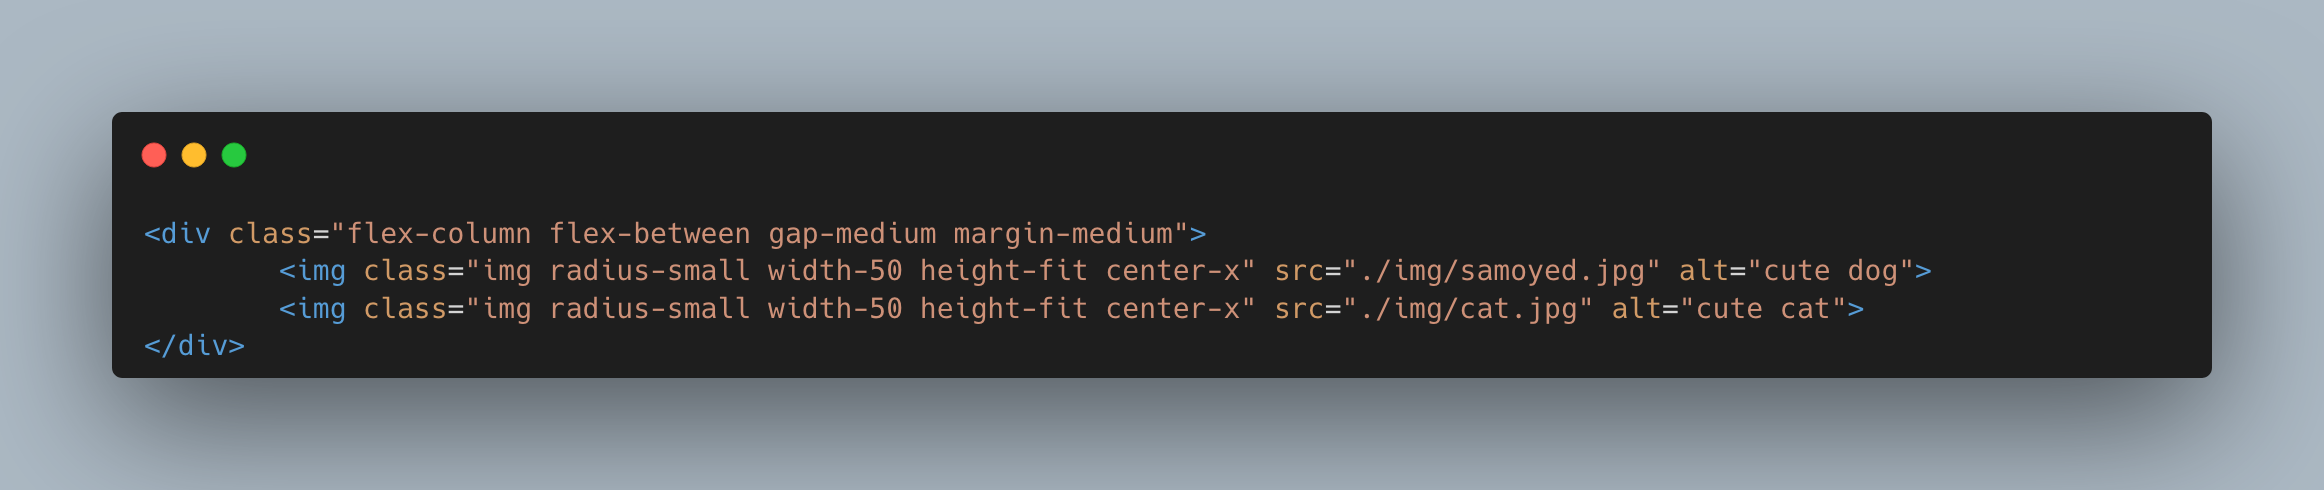 <div class="flex-column flex-between gap-medium margin-medium">
        <img class="img radius-small width-50 height-fit center-x" src="./img/samoyed.jpg" alt="cute dog">
        <img class="img radius-small width-50 height-fit center-x" src="./img/cat.jpg" alt="cute cat">
</div>